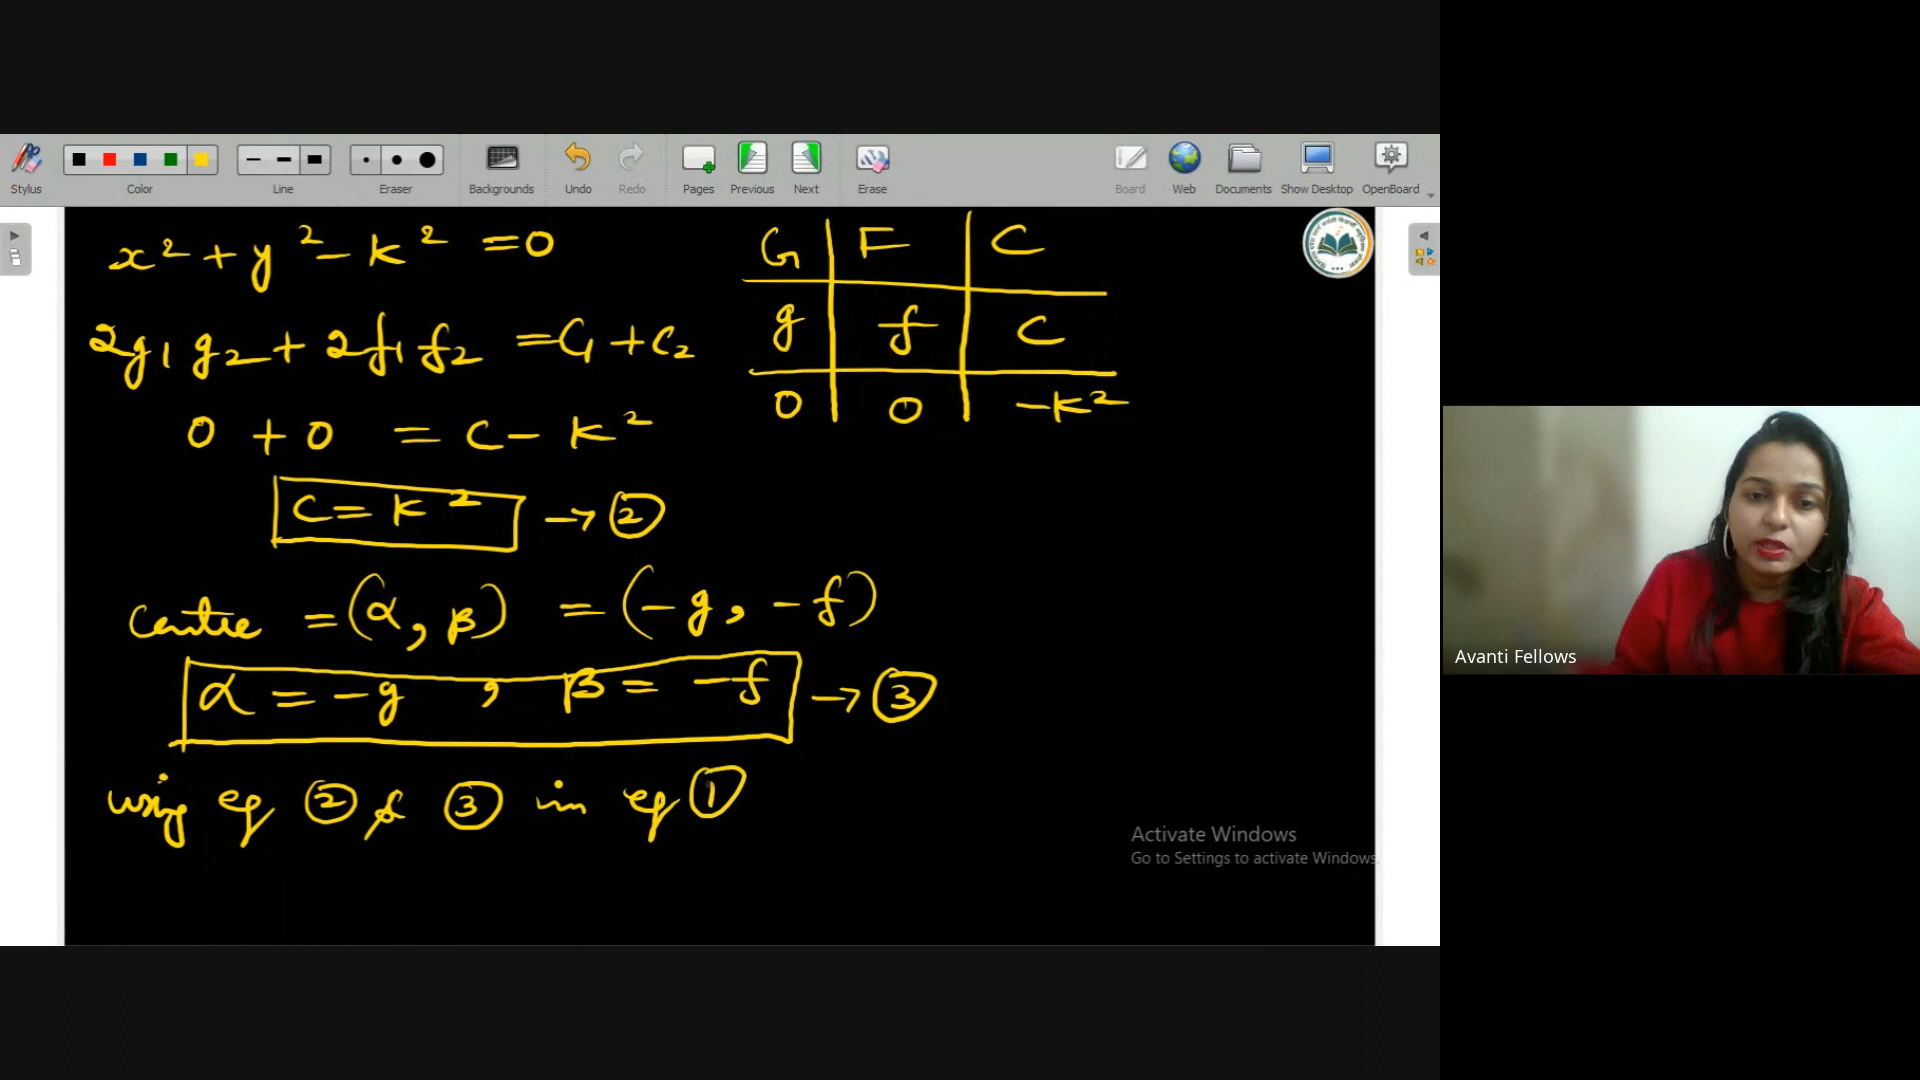 Stylus Color Line Eraser Backgrounds Undo Redo Pages Previous Next Erase Board Web Documents Show Desktop OpenBoard
x² + y² - k² = 0
2g₁g₂ + 2f₁f₂ = C₁ + C₂
0 + 0 = C - k²
C = k² → ②
centre = (α, β) = (-g, -f)
α = -g , β = -f → ③
using eq ② & ③ in eq ①
G F C
g f C
0 0 -k²
Activate Windows
Go to Settings to activate Windows.
Avanti Fellows